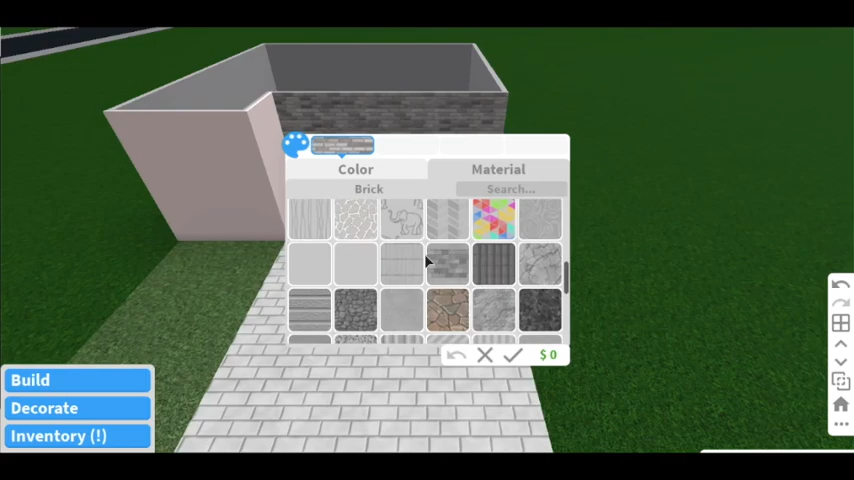 Color
Material
Brick
Search...
$ 0
Build
Decorate
Inventory (!)